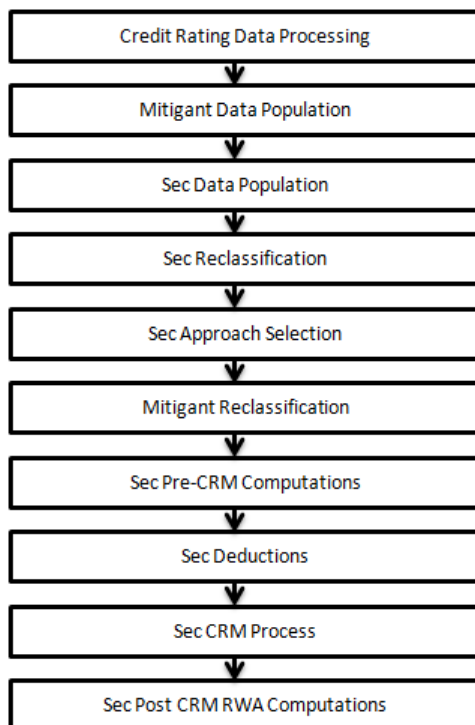 Credit Rating Data Processing
Mitigant Data Population
Sec Data Population
Sec Reclassification
Sec Approach Selection
Mitigant Reclassification
Sec Pre-CRM Computations
Sec Deductions
Sec CRM Process
Sec Post CRM RWA Computations